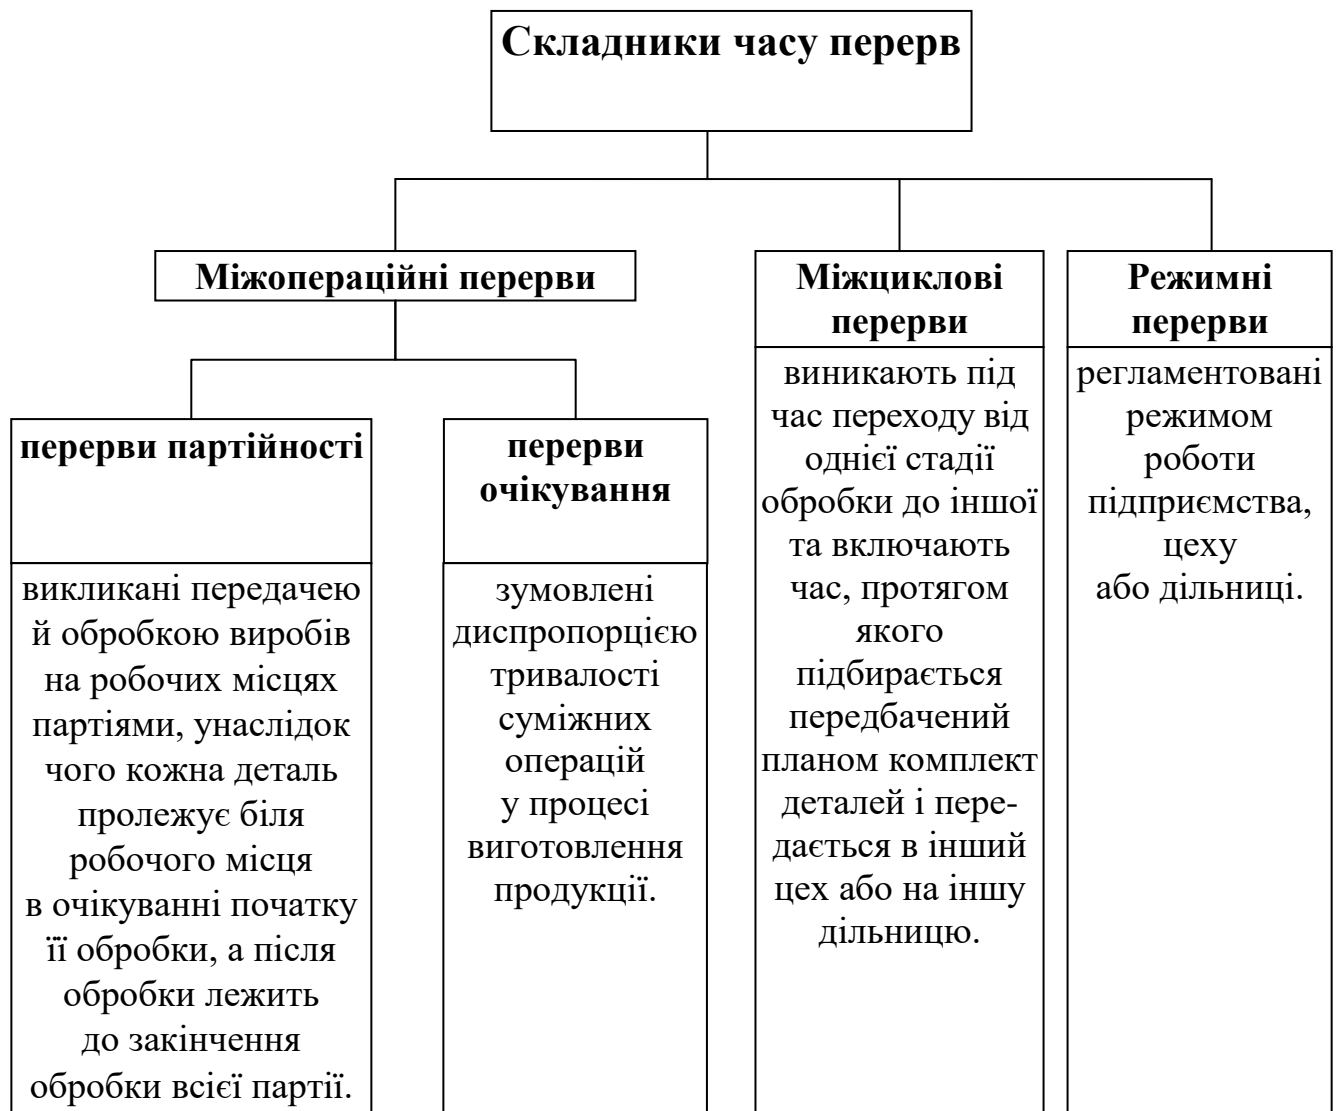 Складники часу перерв
Міжопераційні перерви
перерви партійності
викликані передачею
й обробкою виробів
на робочих місцях
партіями, унаслідок
чого кожна деталь
пролежує біля
робочого місця
в очікуванні початку
її обробки, а після
обробки лежить
до закінчення
обробки всієї партії.
перерви
очікування
зумовлені
диспропорцією
тривалості
суміжних
операцій
у процесі
виготовлення
продукції.
Міжциклові
перерви
виникають під
час переходу від
однієї стадії
обробки до іншої
та включають
час, протягом
якого
підбирається
передбачений
планом комплект
деталей і пере-
дається в інший
цех або на іншу
дільницю.
Режимні
перерви
регламентовані
режимом
роботи
підприємства,
цеху
або дільниці.